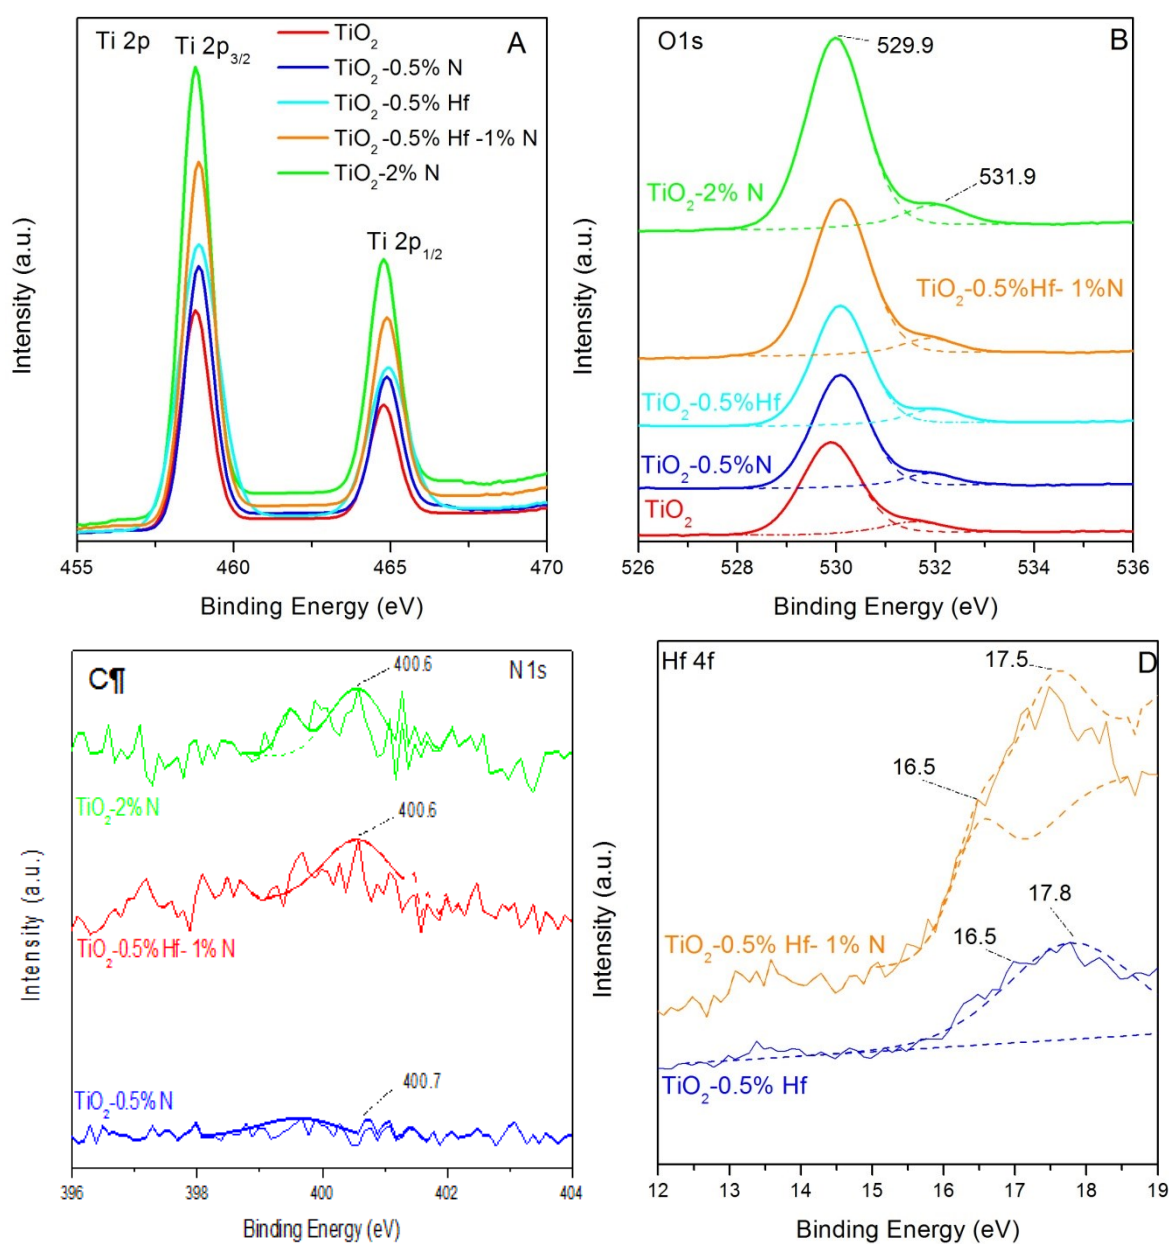 Ti 2p
Ti 2p3/2
A
TiO2
TiO2-0.5% N
TiO2-0.5% Hf
TiO2-0.5% Hf -1% N
TiO2-2% N
Ti 2p1/2
Intensity (a.u.)
455 460 465 470
Binding Energy (eV)
O1s
B
529.9
531.9
TiO2-2% N
TiO2-0.5%Hf- 1%N
TiO2-0.5%Hf
TiO2-0.5%N
TiO2
Intensity (a.u.)
526 528 530 532 534 536
Binding Energy (eV)
C¶
N 1s
400.6
TiO2-2% N
400.6
TiO2-0.5% Hf- 1% N
TiO2-0.5% N
400.7
Intensity (a.u.)
396 398 400 402 404
Binding Energy (eV)
Hf 4f
D
17.5
16.5
TiO2-0.5% Hf- 1% N
17.8
16.5
TiO2-0.5% Hf
Intensity (a.u.)
12 13 14 15 16 17 18 19
Binding Energy (eV)